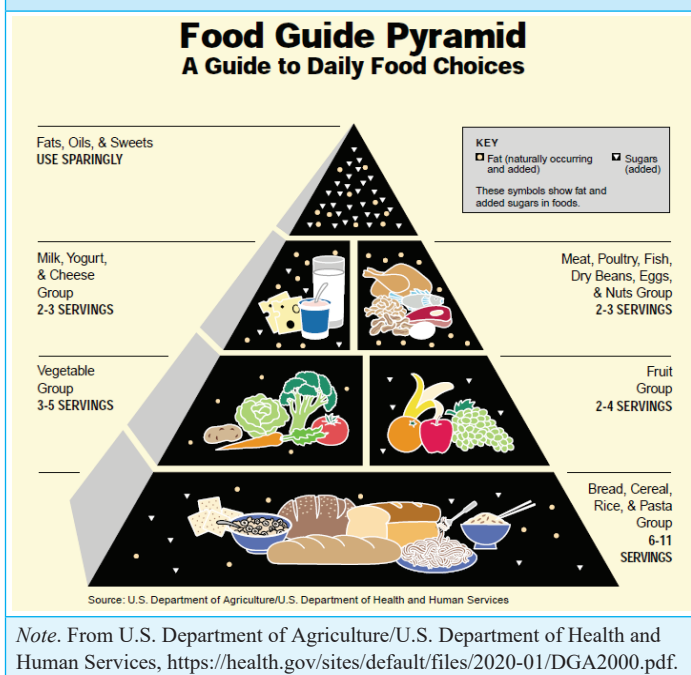 Food Guide Pyramid
A Guide to Daily Food Choices
Fats, Oils, & Sweets
USE SPARINGLY
KEY
Fat (naturally occurring
and added)
Sugars
(added)
These symbols show fat and
added sugars in foods.
Milk, Yogurt,
& Cheese
Group
2-3 SERVINGS
Meat, Poultry, Fish,
Dry Beans, Eggs,
& Nuts Group
2-3 SERVINGS
Vegetable
Group
3-5 SERVINGS
Fruit
Group
2-4 SERVINGS
Bread, Cereal,
Rice, & Pasta
Group
6-11
SERVINGS
Source: U.S. Department of Agriculture/U.S. Department of Health and Human Services
Note. From U.S. Department of Agriculture/U.S. Department of Health and
Human Services, https://health.gov/sites/default/files/2020-01/DGA2000.pdf.